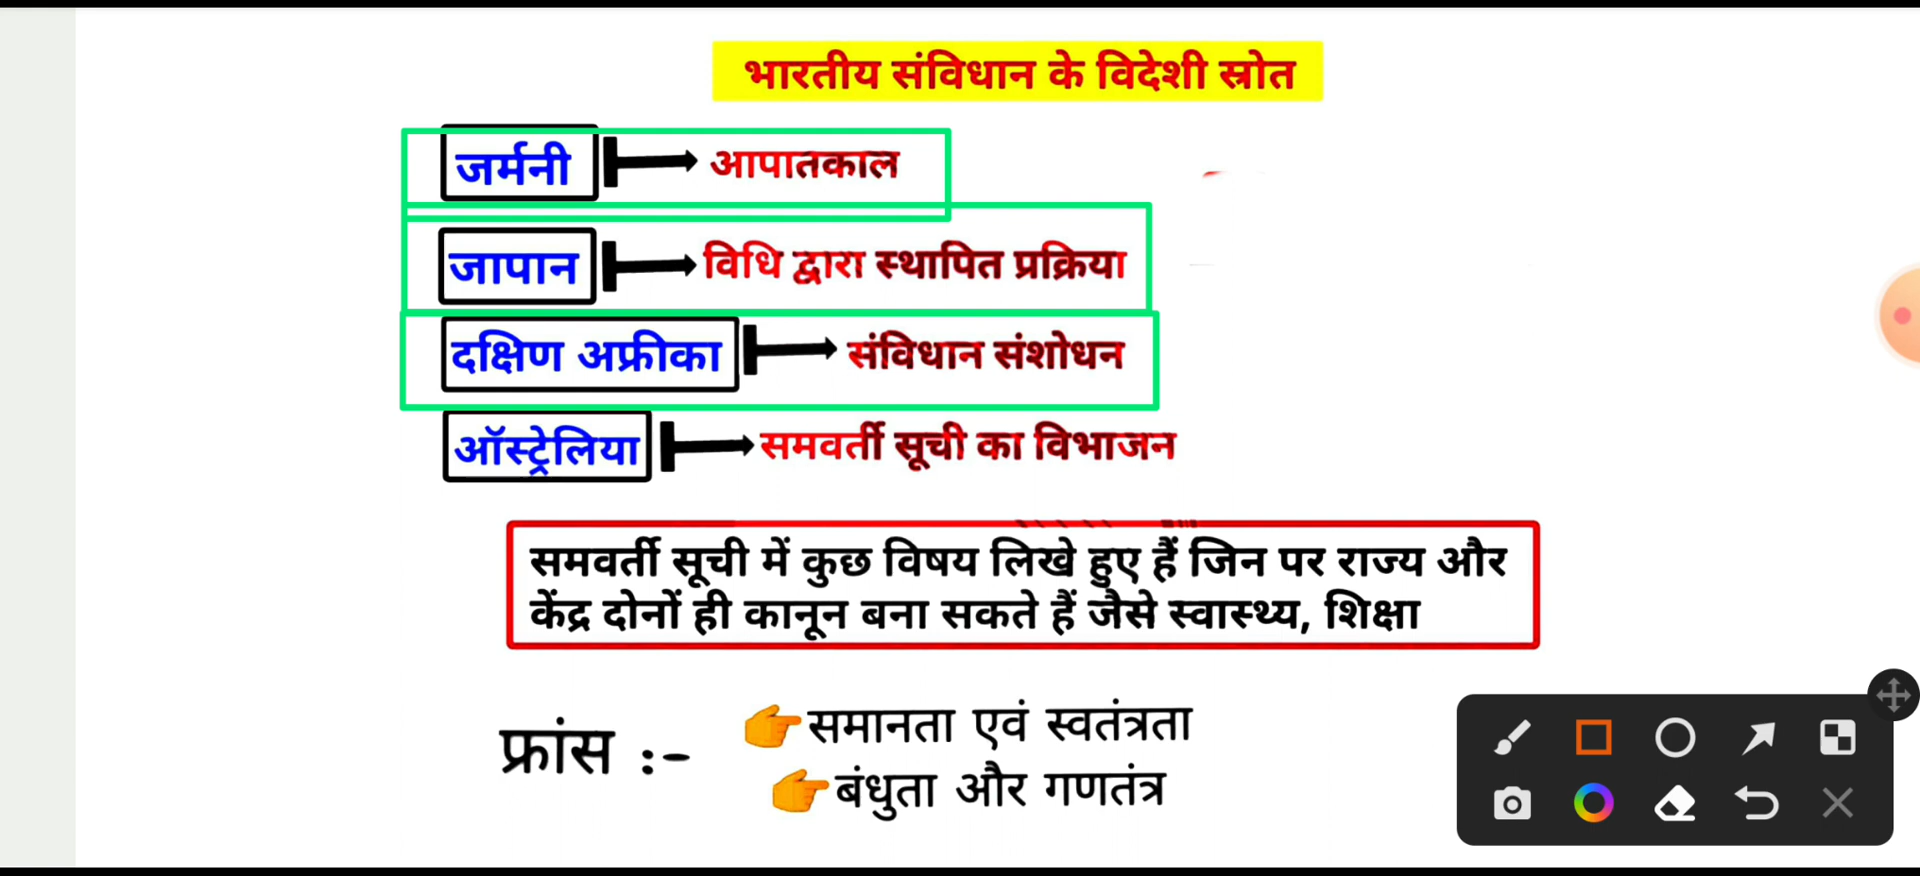 भारतीय संविधान के विदेशी स्रोत
जर्मनी आपातकाल
जापान विधि द्वारा स्थापित प्रक्रिया
दक्षिण अफ्रीका संविधान संशोधन
ऑस्ट्रेलिया समवर्ती सूची का विभाजन
समवर्ती सूची में कुछ विषय लिखे हुए हैं जिन पर राज्य और
केंद्र दोनों ही कानून बना सकते हैं जैसे स्वास्थ्य, शिक्षा
फ्रांस :- 👉समानता एवं स्वतंत्रता
👉बंधुता और गणतंत्र